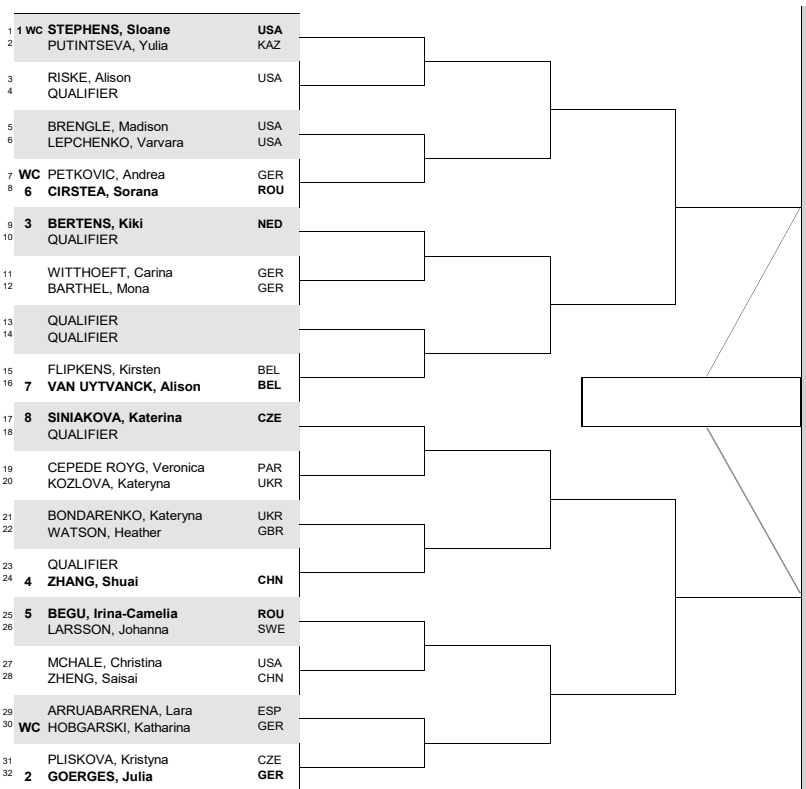 1 1 WC STEPHENS, Sloane USA
2 PUTINTSEVA, Yulia KAZ
3 RISKE, Alison USA
4 QUALIFIER
5 BRENGLE, Madison USA
6 LEPCHENKO, Varvara USA
7 WC PETKOVIC, Andrea GER
8 6 CIRSTEA, Sorana ROU
9 3 BERTENS, Kiki NED
10 QUALIFIER
11 WITTHOEFT, Carina GER
12 BARTHEL, Mona GER
13 QUALIFIER
14 QUALIFIER
15 FLIPKENS, Kirsten BEL
16 7 VAN UYTVANCK, Alison BEL
17 8 SINIAKOVA, Katerina CZE
18 QUALIFIER
19 CEPEDE ROYG, Veronica PAR
20 KOZLOVA, Kateryna UKR
21 BONDARENKO, Kateryna UKR
22 WATSON, Heather GBR
23 QUALIFIER
24 4 ZHANG, Shuai CHN
25 5 BEGU, Irina-Camelia ROU
26 LARSSON, Johanna SWE
27 MCHALE, Christina USA
28 ZHENG, Saisai CHN
29 ARRUABARRENA, Lara ESP
30 WC HOBGARSKI, Katharina GER
31 PLISKOVA, Kristyna CZE
32 2 GOERGES, Julia GER